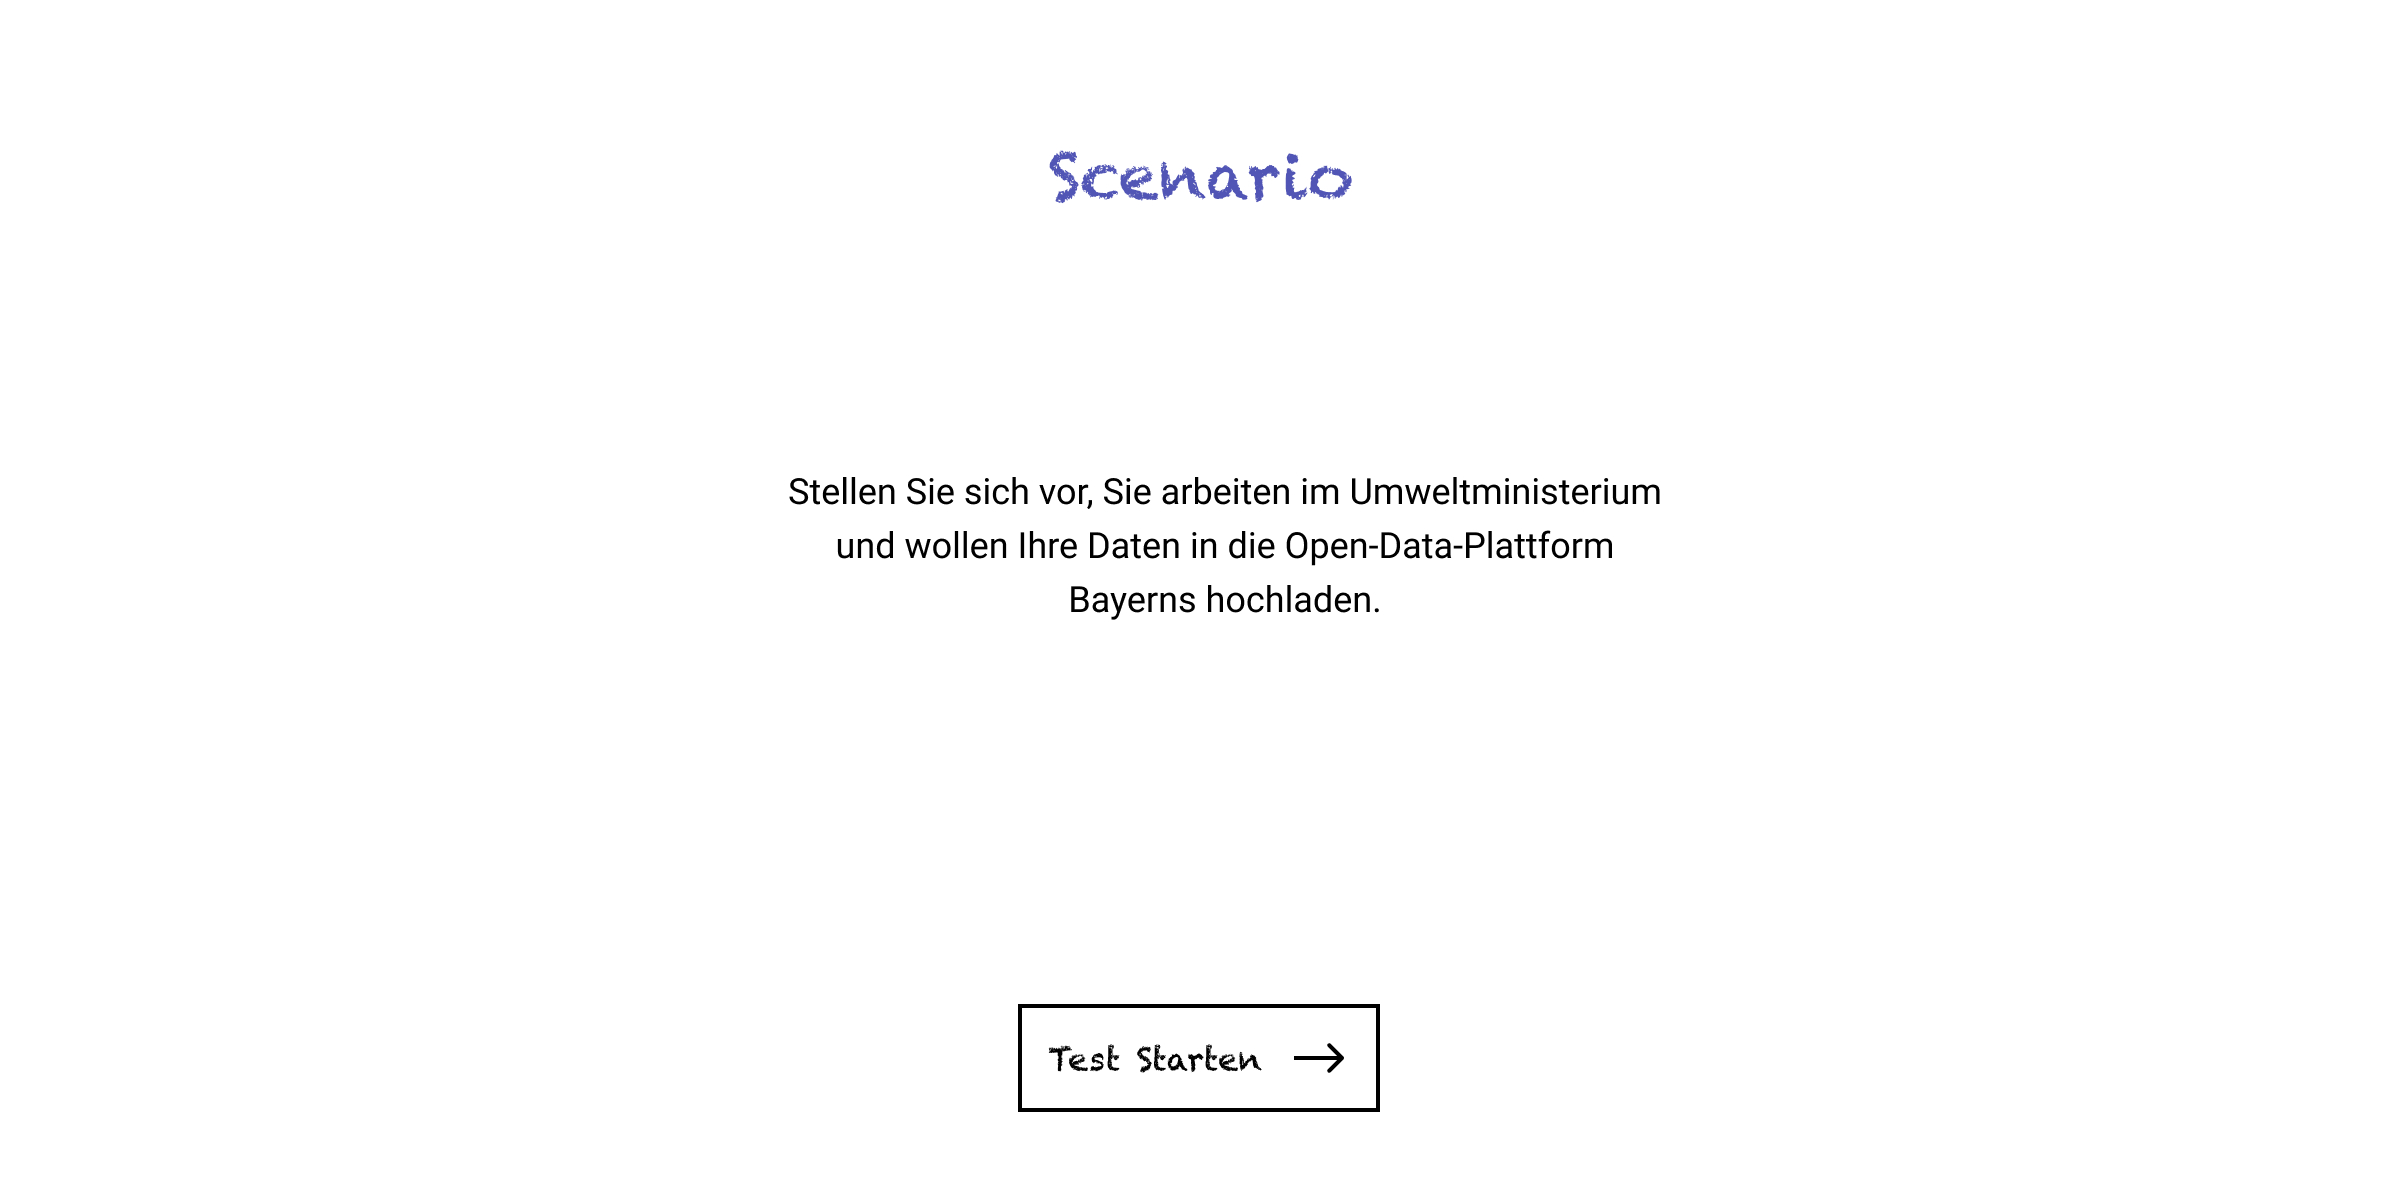 Scenario
Stellen Sie sich vor, Sie arbeiten im Umweltministerium
und wollen Ihre Daten in die Open-Data-Plattform
Bayerns hochladen.
Test Starten